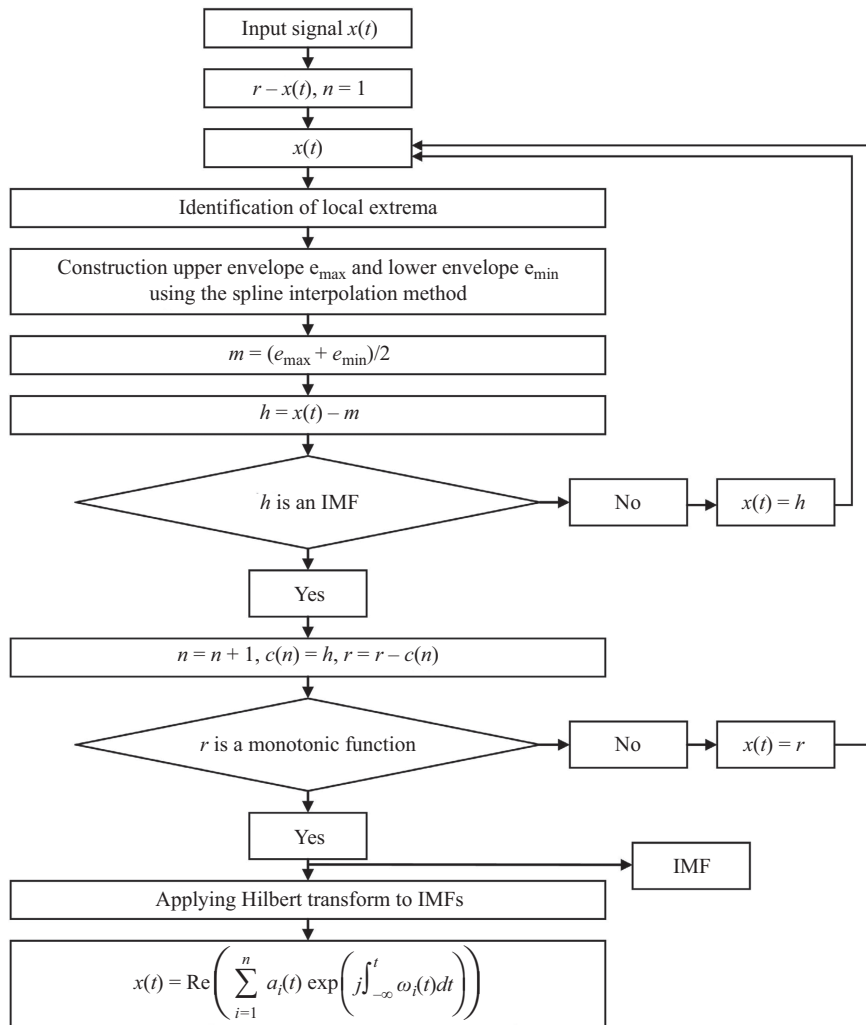 Input signal x(t)
r – x(t), n = 1
x(t)
Identification of local extrema
Construction upper envelope e_max and lower envelope e_min
using the spline interpolation method
m = (e_max + e_min)/2
h = x(t) – m
h is an IMF
No
x(t) = h
Yes
n = n + 1, c(n) = h, r = r – c(n)
r is a monotonic function
No
x(t) = r
Yes
IMF
Applying Hilbert transform to IMFs
x(t) = Re(∑_{i=1}^{n} a_i(t) exp(j∫_{-∞}^{t} ω_i(t)dt))